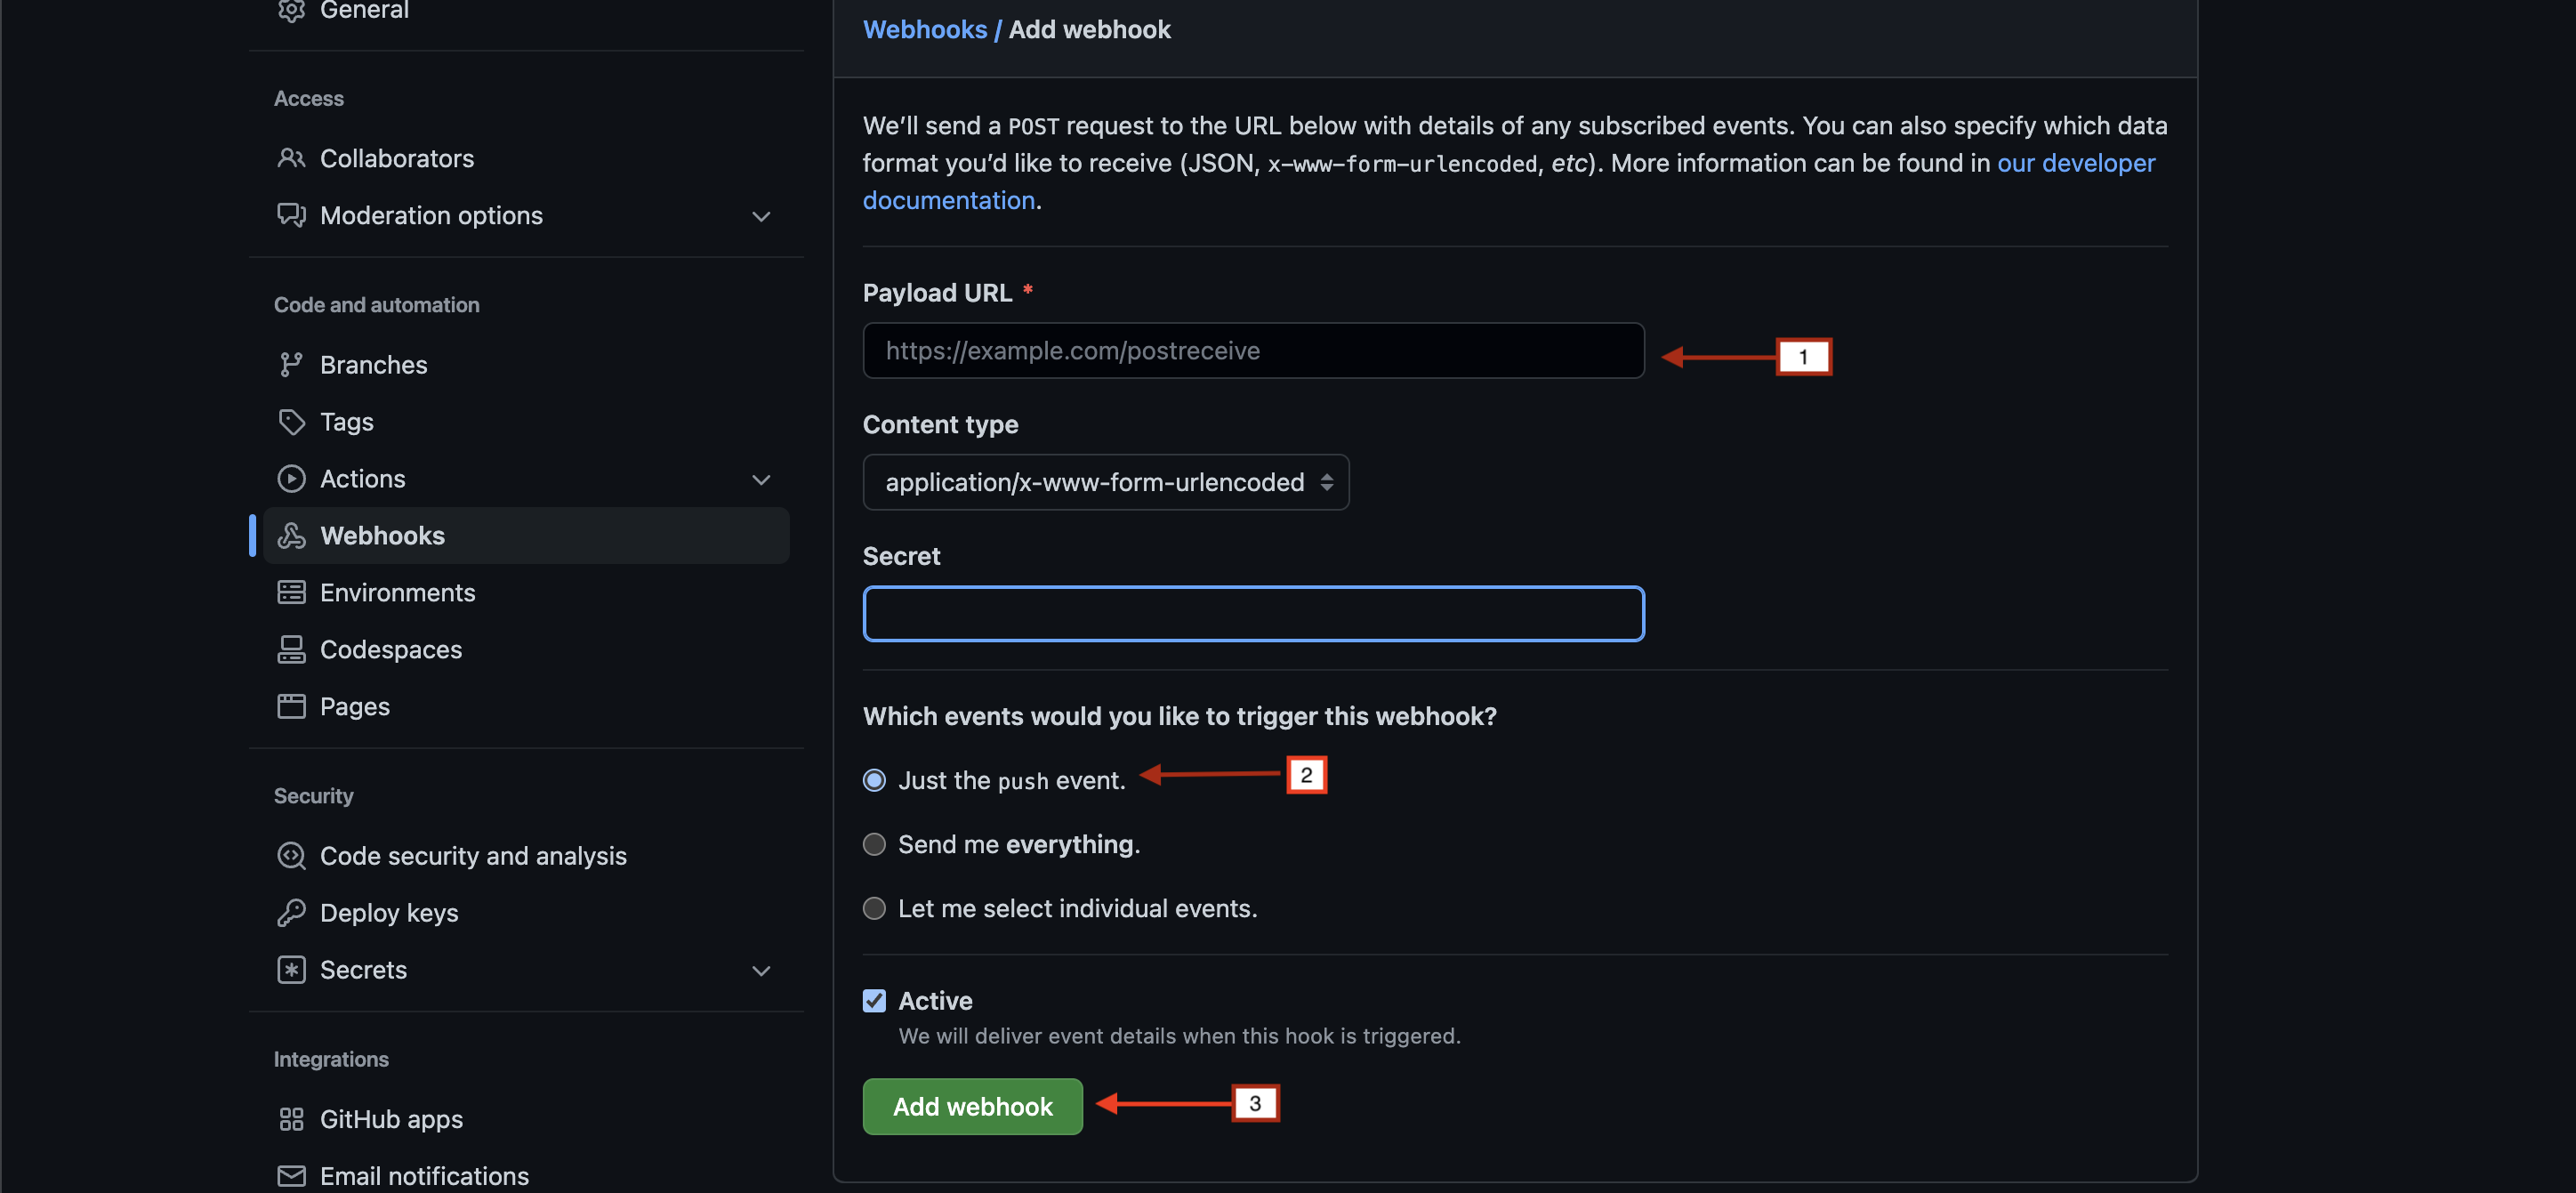 General
Access
Collaborators
Moderation options
Code and automation
Branches
Tags
Actions
Webhooks
Environments
Codespaces
Pages
Security
Code security and analysis
Deploy keys
Secrets
Integrations
GitHub apps
Email notifications
Webhooks / Add webhook
We’ll send a POST request to the URL below with details of any subscribed events. You can also specify which data
format you’d like to receive (JSON, x-www-form-urlencoded, etc). More information can be found in our developer
documentation.
Payload URL *
https://example.com/postreceive
1
Content type
application/x-www-form-urlencoded
Secret
Which events would you like to trigger this webhook?
Just the push event.
2
Send me everything.
Let me select individual events.
Active
We will deliver event details when this hook is triggered.
Add webhook
3